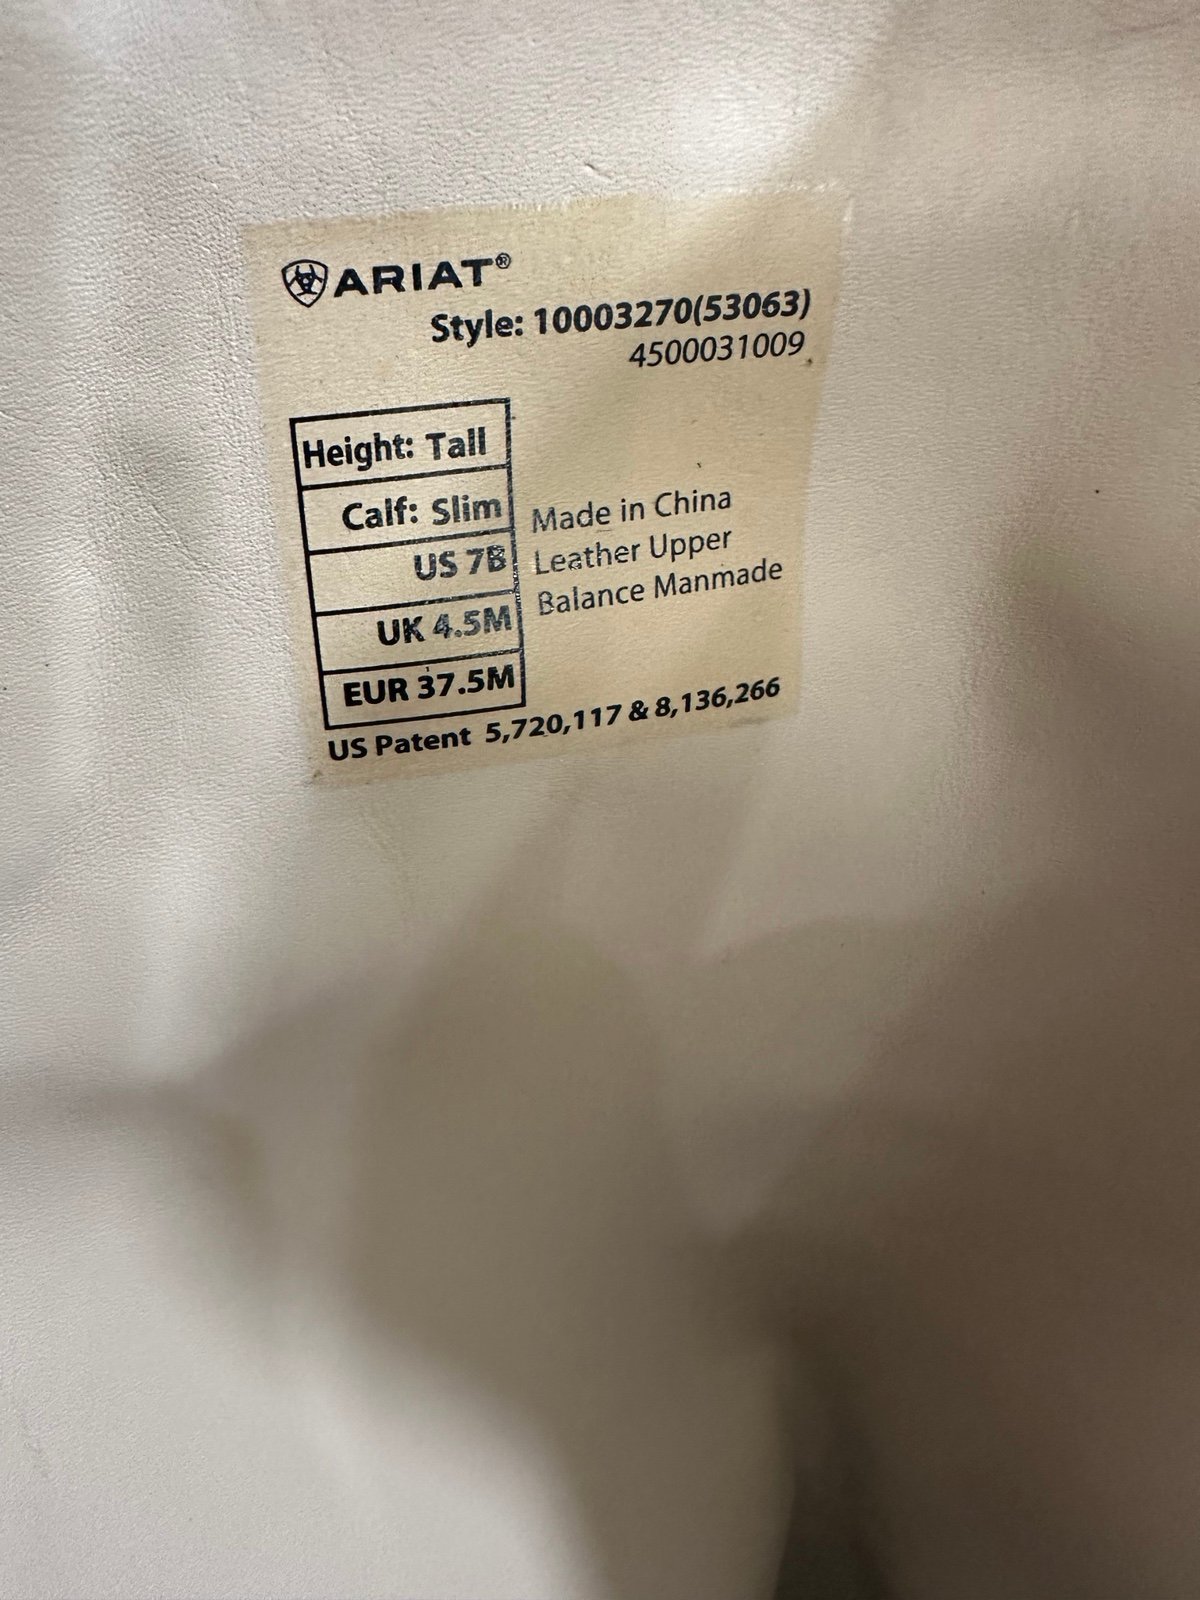 ARIAT®
Style: 10003270(53063)
4500031009
Height: Tall
Calf: Slim
US 7B
UK 4.5M
EUR 37.5M
Made in China
Leather Upper
Balance Manmade
US Patent 5,720,117 & 8,136,266